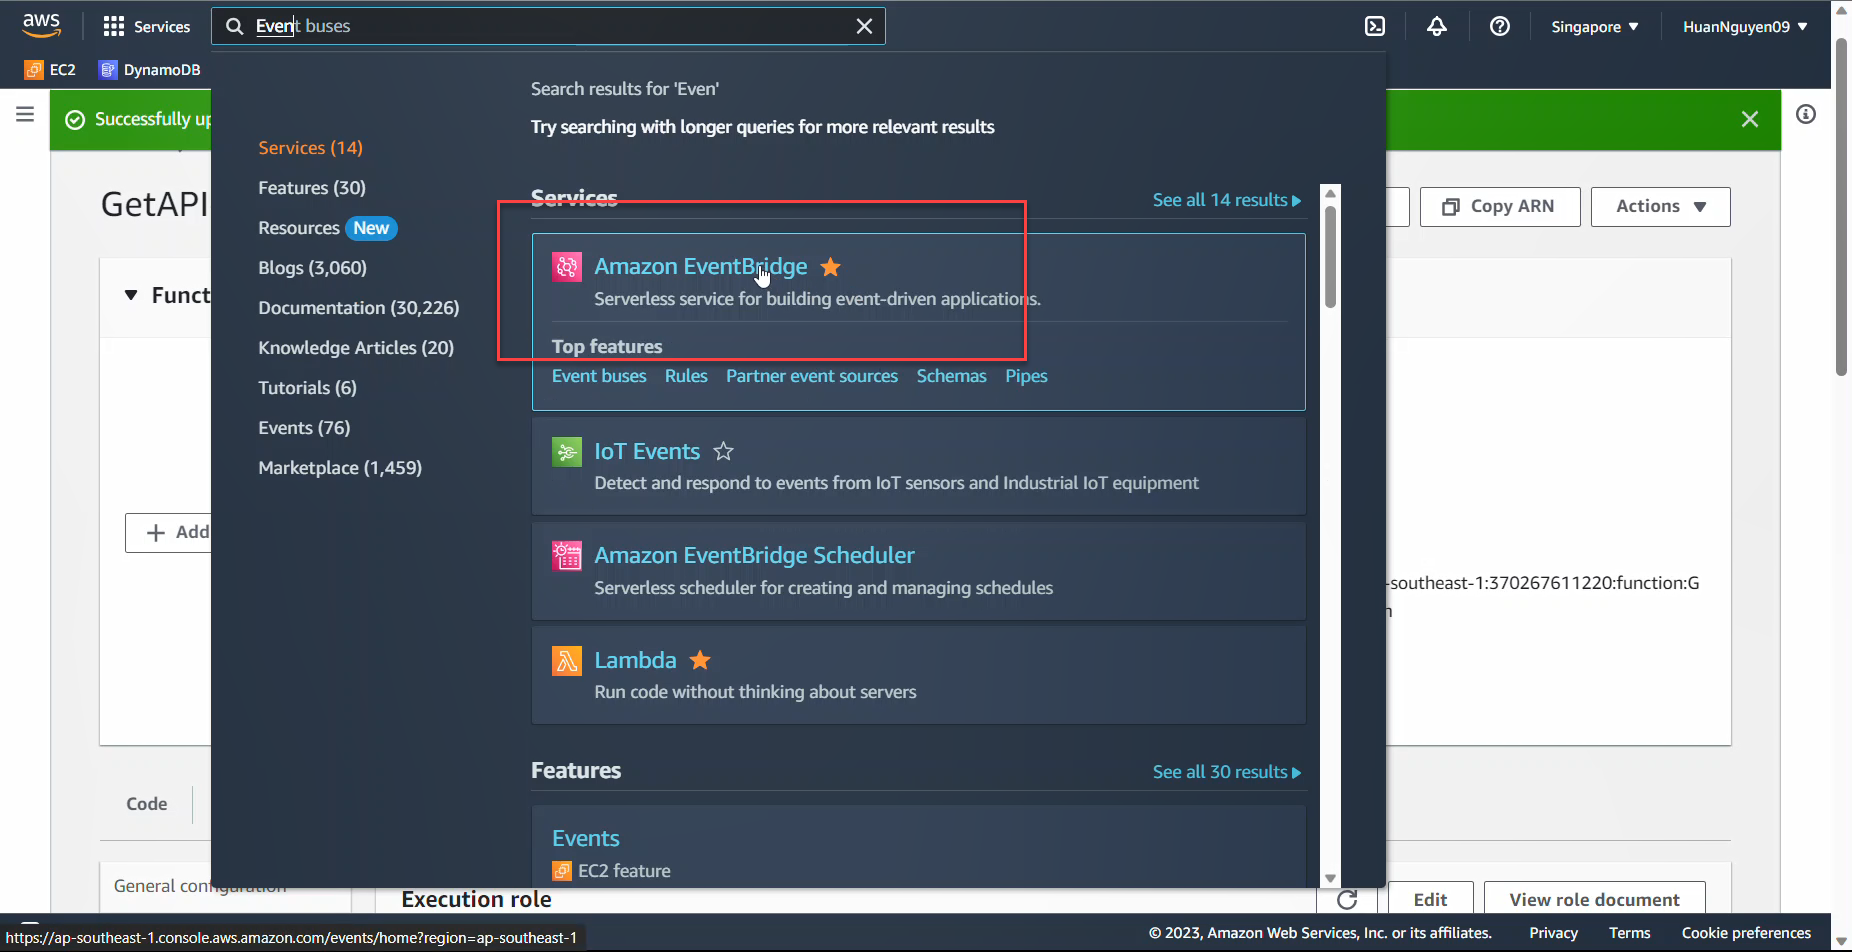 aws
Services
Event buses
Singapore
HuanNguyen09
EC2
DynamoDB
Successfully up
Search results for 'Even'
Try searching with longer queries for more relevant results
Services (14)
Features (30)
Resources New
Blogs (3,060)
Documentation (30,226)
Knowledge Articles (20)
Tutorials (6)
Events (76)
Marketplace (1,459)
Services
See all 14 results
Amazon EventBridge
Serverless service for building event-driven applications.
Top features
Event buses Rules Partner event sources Schemas Pipes
IoT Events
Detect and respond to events from IoT sensors and Industrial IoT equipment
Amazon EventBridge Scheduler
Serverless scheduler for creating and managing schedules
Lambda
Run code without thinking about servers
Features
See all 30 results
Events
EC2 feature
GetAPI
Copy ARN
Actions
Funct
Add
-southeast-1:370267611220:function:G
n
Code
General configuration
Execution role
Edit
View role document
https://ap-southeast-1.console.aws.amazon.com/events/home?region=ap-southeast-1
© 2023, Amazon Web Services, Inc. or its affiliates.
Privacy
Terms
Cookie preferences